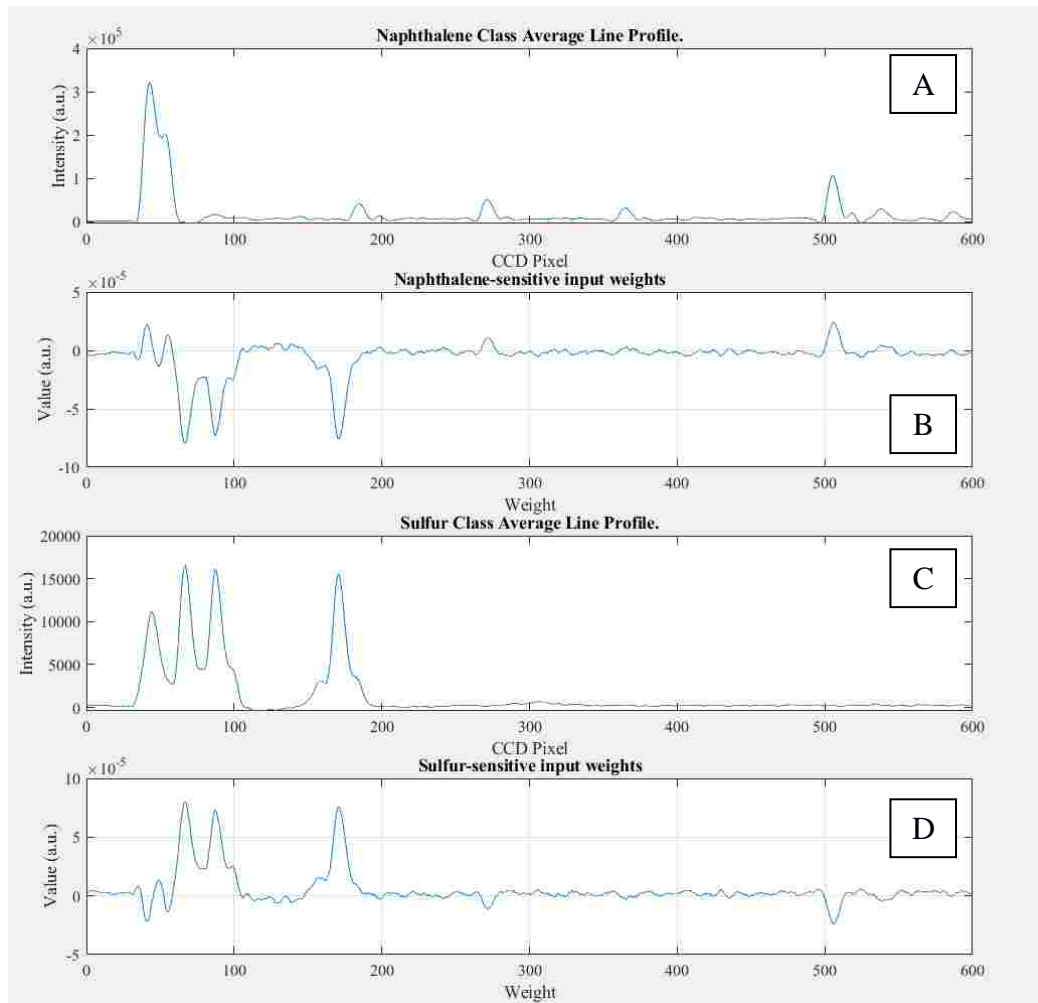 Naphthalene Class Average Line Profile.
×10^5
A
Intensity (a.u.)
4
3
2
1
0
0 100 200 300 400 500 600
CCD Pixel
Naphthalene-sensitive input weights
×10^-5
B
Value (a.u.)
5
0
-5
-10
0 100 200 300 400 500 600
Weight
Sulfur Class Average Line Profile.
C
Intensity (a.u.)
20000
15000
10000
5000
0
0 100 200 300 400 500 600
CCD Pixel
Sulfur-sensitive input weights
×10^-5
D
Value (a.u.)
10
5
0
-5
0 100 200 300 400 500 600
Weight